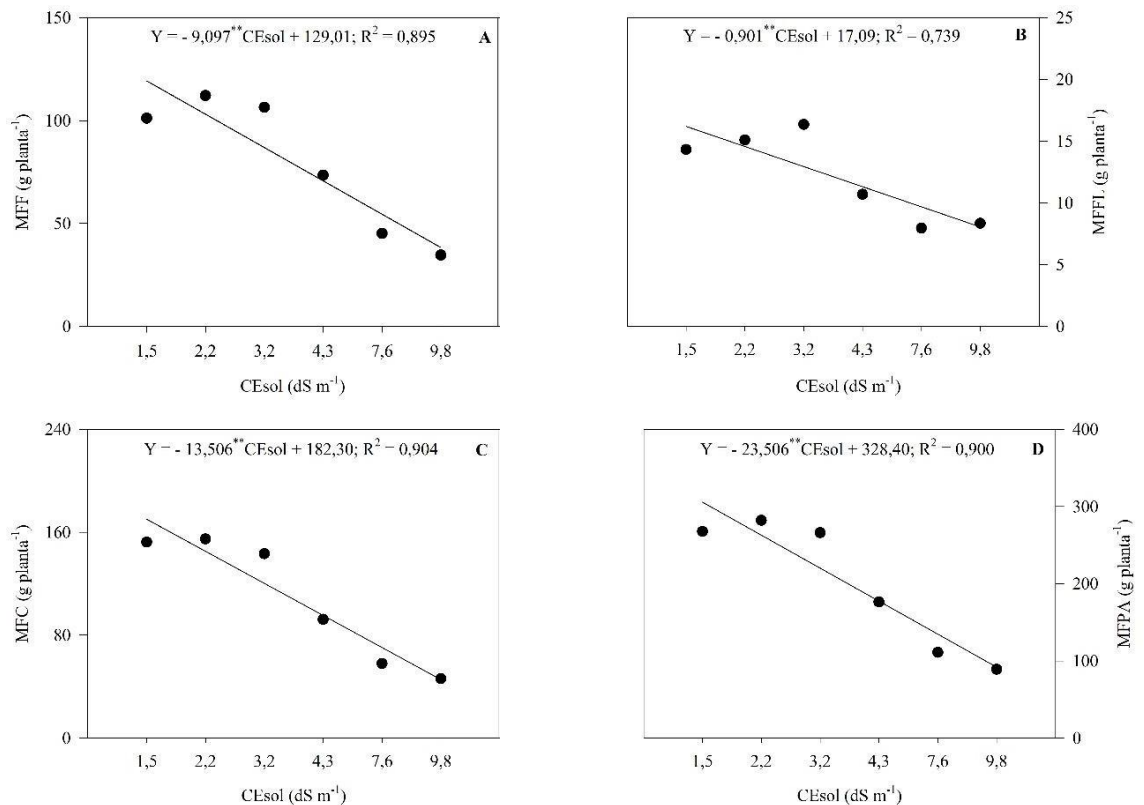 Y = - 9,097**CEsol + 129,01; R² = 0,895 A
MFF (g planta⁻¹)
150
100
50
0
1,5 2,2 3,2 4,3 7,6 9,8
CEsol (dS m⁻¹)
Y = - 0,901**CEsol + 17,09; R² = 0,739 B
MFFL (g planta⁻¹)
25
20
15
10
5
0
1,5 2,2 3,2 4,3 7,6 9,8
CEsol (dS m⁻¹)
Y = - 13,506**CEsol + 182,30; R² = 0,904 C
MFC (g planta⁻¹)
240
160
80
0
1,5 2,2 3,2 4,3 7,6 9,8
CEsol (dS m⁻¹)
Y = - 23,506**CEsol + 328,40; R² = 0,900 D
MFPA (g planta⁻¹)
400
300
200
100
0
1,5 2,2 3,2 4,3 7,6 9,8
CEsol (dS m⁻¹)